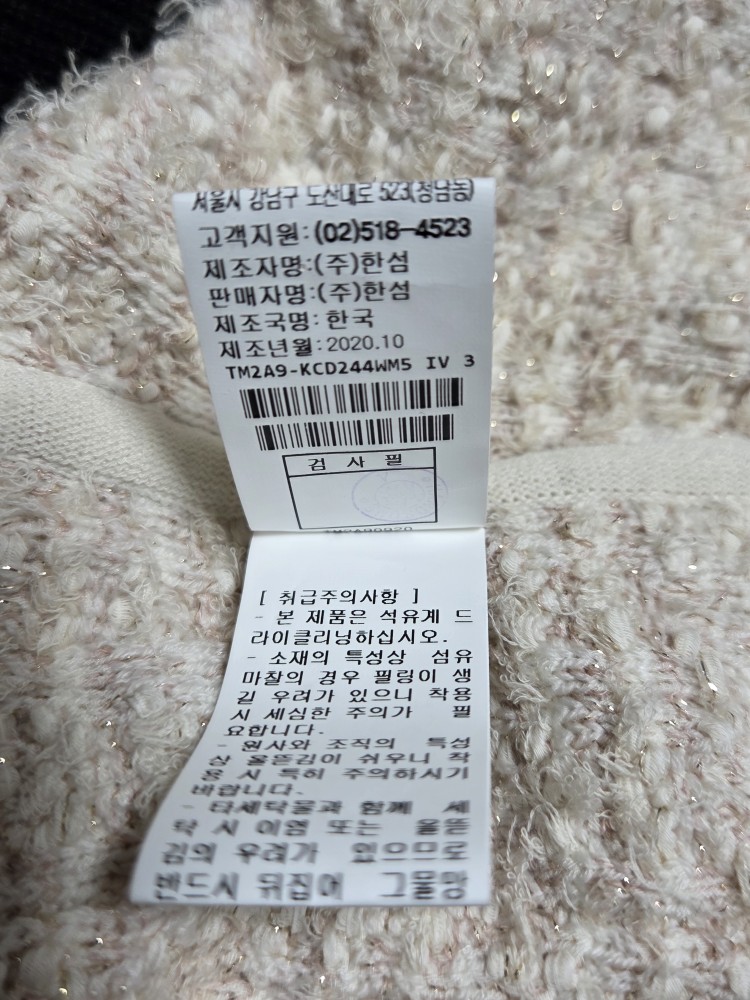 서울시 강남구 도산대로 523(청담동)
고객지원:(02)518-4523
제조자명:(주)한섬
판매자명:(주)한섬
제조국명:한국
제조년월:2020.10
TM2A9-KCD244WM5 IV 3
검 사 필
[ 취급주의사항 ]
- 본 제품은 석유계 드
라이클리닝하십시오.
- 소재의 특성상 섬유
마찰의 경우 필링이 생
길 우려가 있으니 착용
시 세심한 주의가 필
요합니다.
- 원사와 조직의 특성
상 올뜯김이 쉬우니 착
용 시 특히 주의하시기
바랍니다.
- 타세탁물과 함께 세
탁 시 이염 또는 올뜯
김의 우려가 있으므로
반드시 뒤집어 그물망